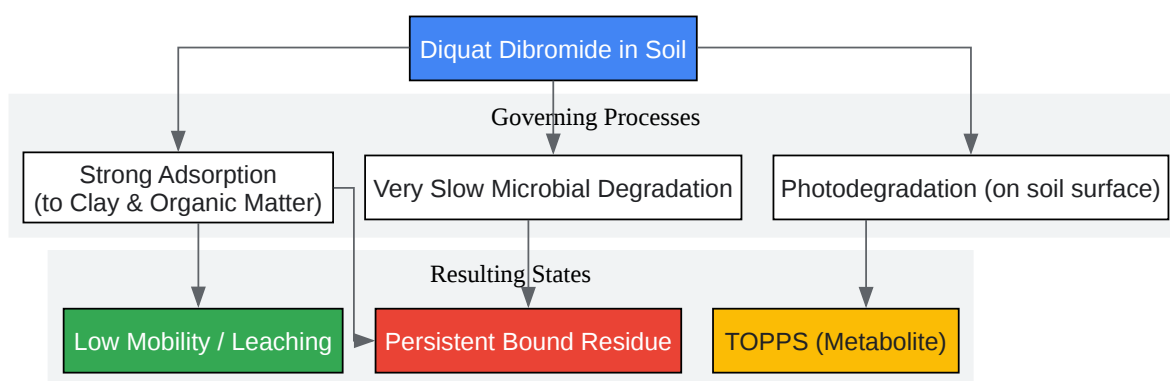 Diquat Dibromide in Soil
Governing Processes
Strong Adsorption
(to Clay & Organic Matter)
Very Slow Microbial Degradation
Photodegradation (on soil surface)
Resulting States
Low Mobility / Leaching
Persistent Bound Residue
TOPPS (Metabolite)